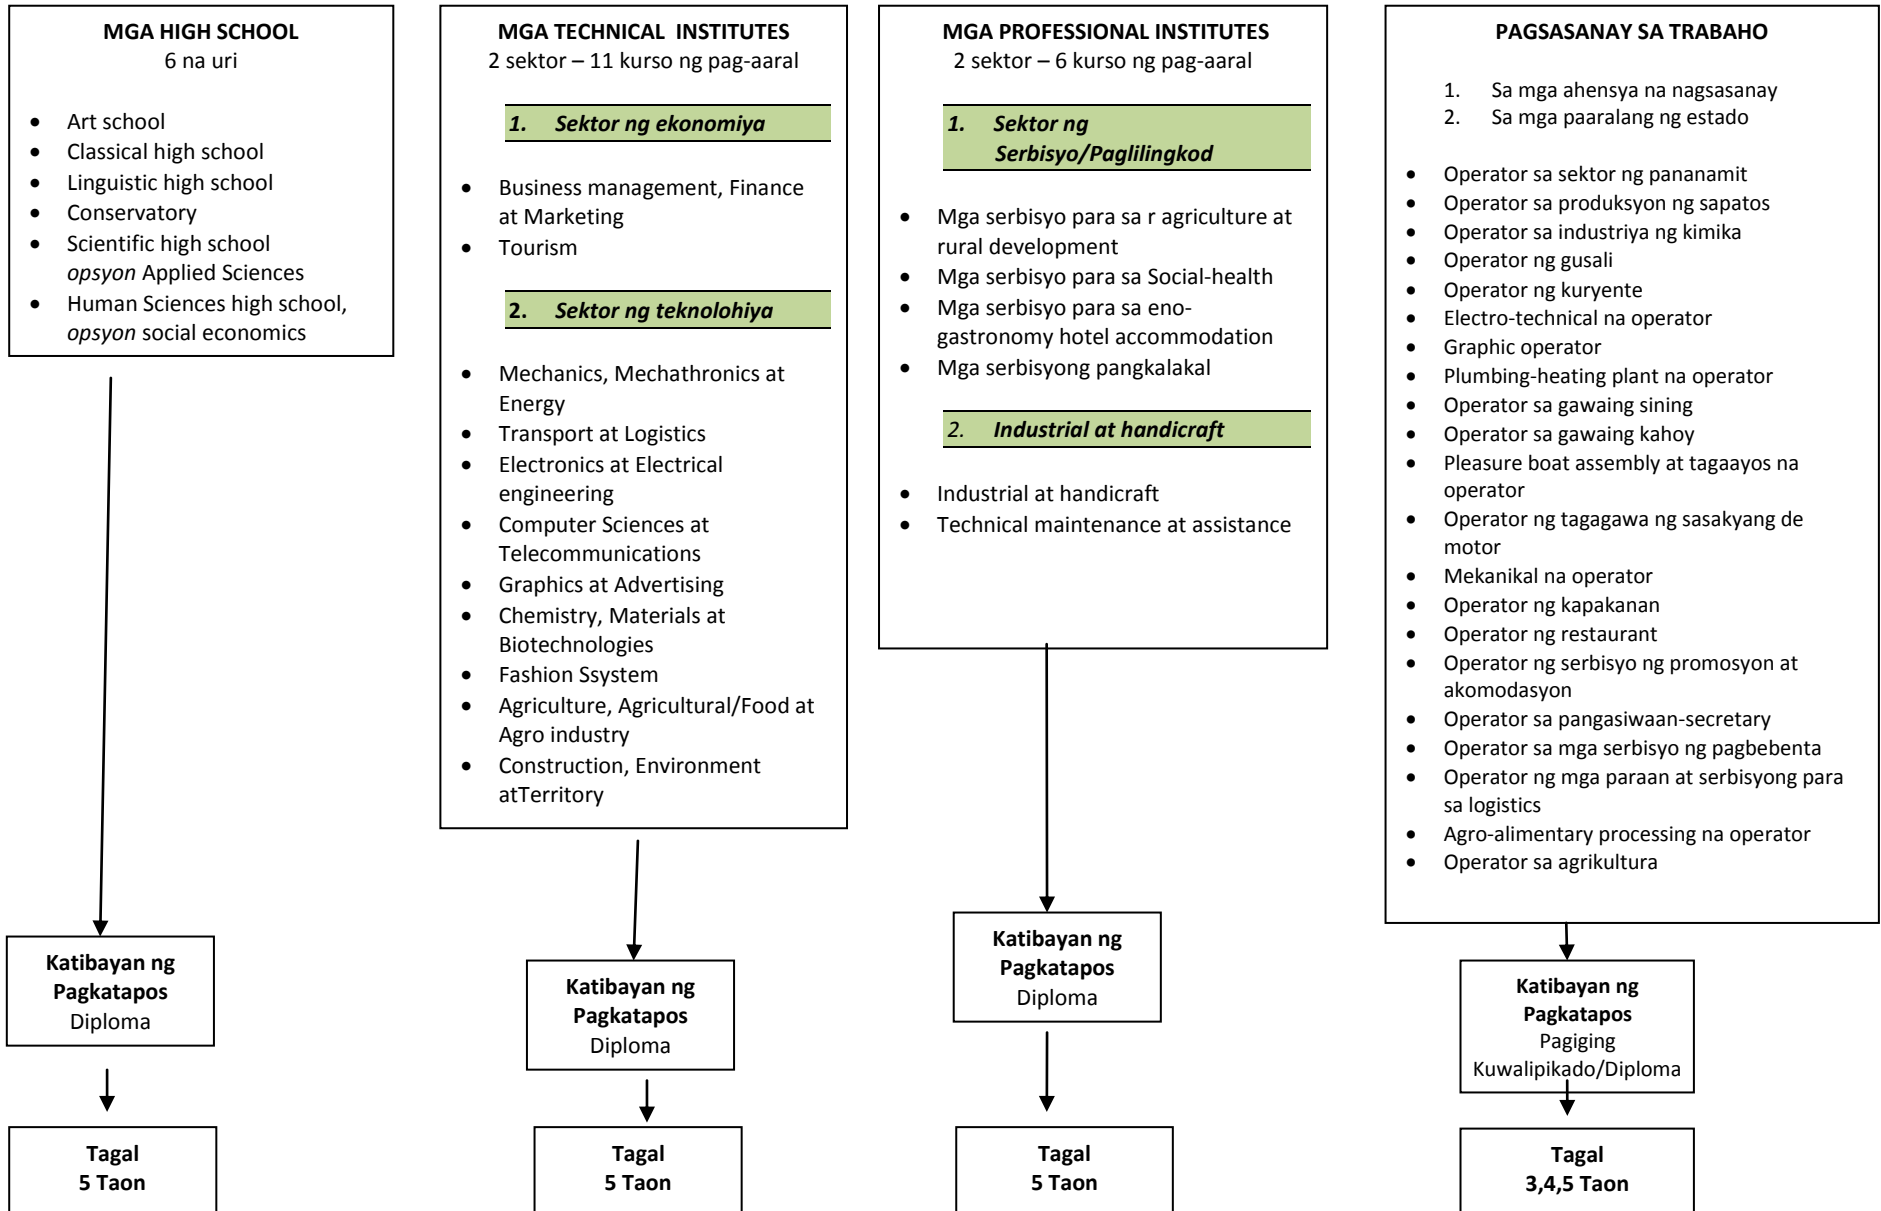 MGA HIGH SCHOOL
6 na uri
• Art school
• Classical high school
• Linguistic high school
• Conservatory
• Scientific high school
opsyon Applied Sciences
• Human Sciences high school,
opsyon social economics
Katibayan ng
Pagkatapos
Diploma
Tagal
5 Taon
MGA TECHNICAL INSTITUTES
2 sektor – 11 kurso ng pag-aaral
1. Sektor ng ekonomiya
• Business management, Finance
at Marketing
• Tourism
2. Sektor ng teknolohiya
• Mechanics, Mechathronics at
Energy
• Transport at Logistics
• Electronics at Electrical
engineering
• Computer Sciences at
Telecommunications
• Graphics at Advertising
• Chemistry, Materials at
Biotechnologies
• Fashion Ssystem
• Agriculture, Agricultural/Food at
Agro industry
• Construction, Environment
atTerritory
Katibayan ng
Pagkatapos
Diploma
Tagal
5 Taon
MGA PROFESSIONAL INSTITUTES
2 sektor – 6 kurso ng pag-aaral
1. Sektor ng
Serbisyo/Paglilingkod
• Mga serbisyo para sa r agriculture at
rural development
• Mga serbisyo para sa Social-health
• Mga serbisyo para sa eno-
gastronomy hotel accommodation
• Mga serbisyong pangkalakal
2. Industrial at handicraft
• Industrial at handicraft
• Technical maintenance at assistance
Katibayan ng
Pagkatapos
Diploma
Tagal
5 Taon
PAGSASANAY SA TRABAHO
1. Sa mga ahensya na nagsasanay
2. Sa mga paaralang ng estado
• Operator sa sektor ng pananamit
• Operator sa produksyon ng sapatos
• Operator sa industriya ng kimika
• Operator ng gusali
• Operator ng kuryente
• Electro-technical na operator
• Graphic operator
• Plumbing-heating plant na operator
• Operator sa gawaing sining
• Operator sa gawaing kahoy
• Pleasure boat assembly at tagaayos na
operator
• Operator ng tagagawa ng sasakyang de
motor
• Mekanikal na operator
• Operator ng kapakanan
• Operator ng restaurant
• Operator ng serbisyo ng promosyon at
akomodasyon
• Operator sa pangasiwaan-secretary
• Operator sa mga serbisyo ng pagbebenta
• Operator ng mga paraan at serbisyong para
sa logistics
• Agro-alimentary processing na operator
• Operator sa agrikultura
Katibayan ng
Pagkatapos
Pagiging
Kuwalipikado/Diploma
Tagal
3,4,5 Taon